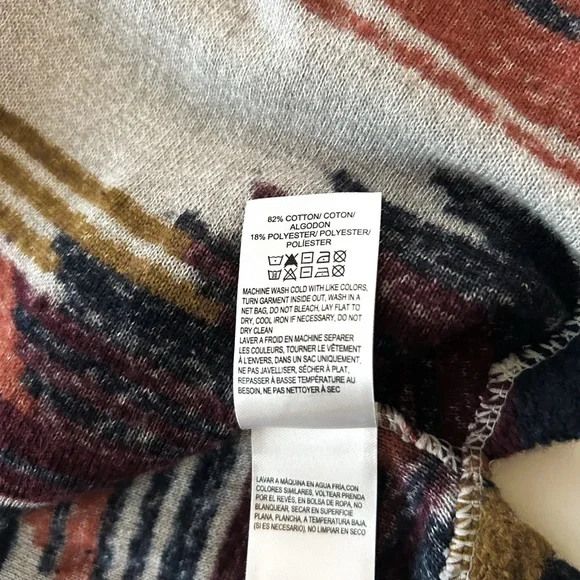 82% COTTON/ COTON/
ALGODON
18% POLYESTER/ POLYESTER/
POLÍESTER
MACHINE WASH COLD WITH LIKE COLORS,
TURN GARMENT INSIDE OUT, WASH IN A
NET BAG, DO NOT BLEACH, LAY FLAT TO
DRY, COOL IRON IF NECESSARY, DO NOT
DRY CLEAN
LAVER A FROID EN MACHINE SEPARER
LES COULEURS, TOURNER LE VÊTEMENT
À L'ENVERS, DANS UN SAC UNIQUEMENT,
NE PAS JAVELLISER, SÉCHER À PLAT,
REPASSER À BASSE TEMPÉRATURE AU
BESOIN, NE PAS NETTOYER À SEC
LAVAR A MÁQUINA EN AGUA FRÍA,CON
COLORES SIMILARES, VOLTEAR PRENDA
POR EL REVÉS, EN BOLSA DE ROPA, NO
BLANQUEAR, SECAR EN SUPERFICIE
PLANA, PLANCHA, A TEMPERATURA BAJA,
(SI ES NECESARIO), NO LIMPIAR EN SECO